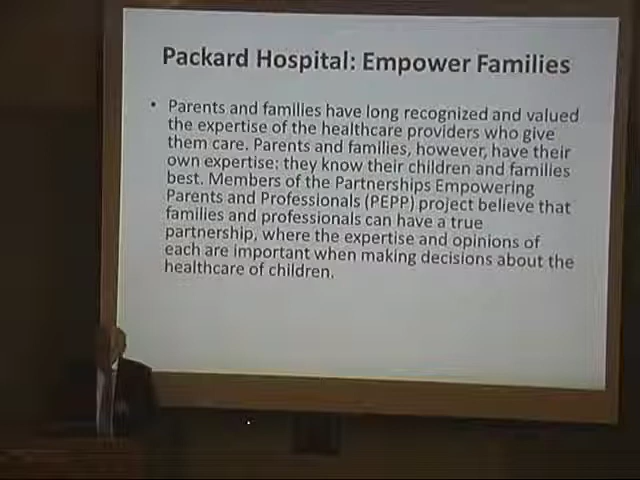 Packard Hospital: Empower Families
• Parents and families have long recognized and valued
the expertise of the healthcare providers who give
them care. Parents and families, however, have their
own expertise: they know their children and families
best. Members of the Partnerships Empowering
Parents and Professionals (PEPP) project believe that
families and professionals can have a true
partnership, where the expertise and opinions of
each are important when making decisions about the
healthcare of children.